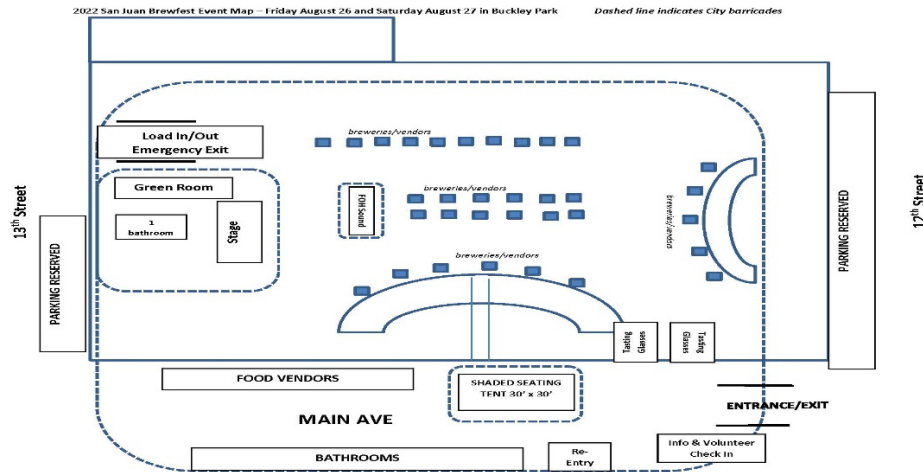 2022 San Juan Brewfest Event Map – Friday August 26 and Saturday August 27 in Buckley Park
Dashed line indicates City barricades
Load In/Out
Emergency Exit
breweries/vendors
Green Room
1
bathroom
Stage
FOH Sound
breweries/vendors
breweries/vendors
breweries/vendors
13th Street
PARKING RESERVED
12th Street
PARKING RESERVED
Tasting
Glasses
Tasting
Glasses
FOOD VENDORS
SHADED SEATING
TENT 30’ x 30’
ENTRANCE/EXIT
MAIN AVE
BATHROOMS
Re-
Entry
Info & Volunteer
Check In